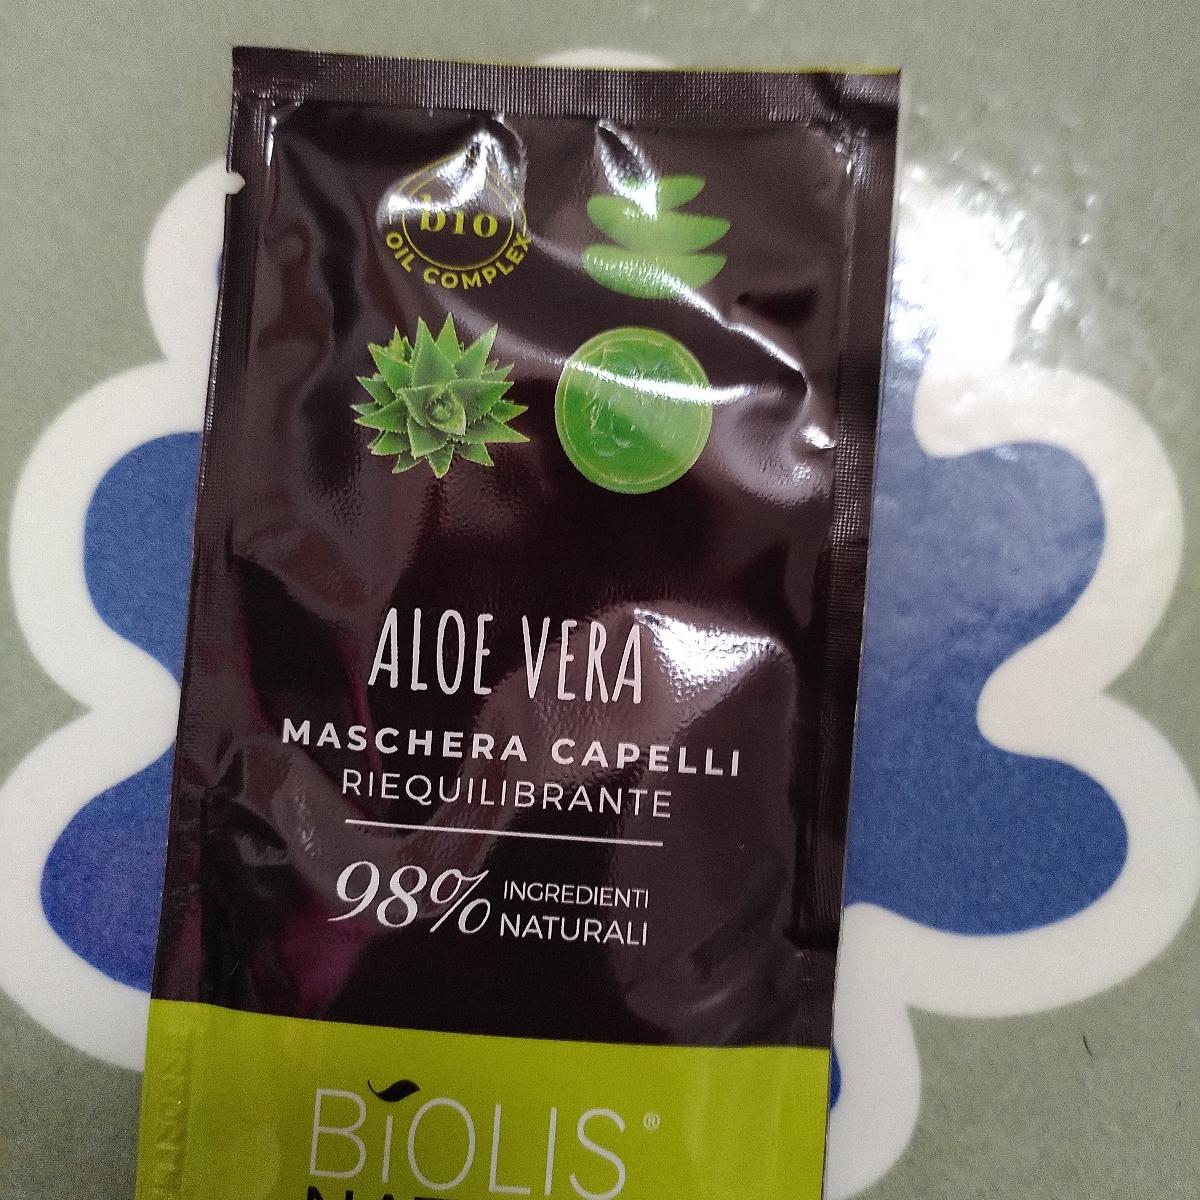 bio
OIL COMPLEX
ALOE VERA
MASCHERA CAPELLI
RIEQUILIBRANTE
98% INGREDIENTI
NATURALI
BiOLIS®